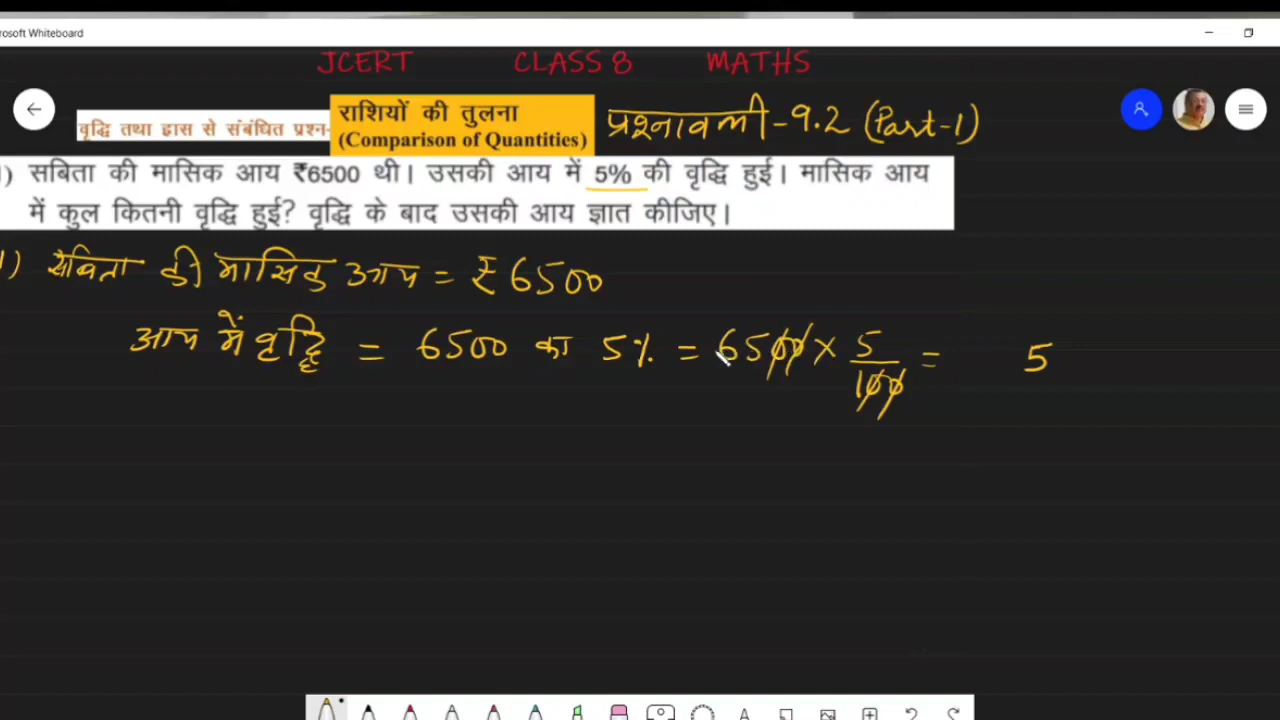 rosoft Whiteboard
JCERT CLASS 8 MATHS
वृद्धि तथा ह्रास से संबंधित प्रश्न-
राशियों की तुलना
(Comparison of Quantities)
प्रश्नावली - 9.2 (Part-1)
) सबिता की मासिक आय ₹6500 थी। उसकी आय में 5% की वृद्धि हुई। मासिक आय
में कुल कितनी वृद्धि हुई? वृद्धि के बाद उसकी आय ज्ञात कीजिए।
1) सबिता की मासिक आय = ₹ 6500
आय में वृद्धि = 6500 का 5% = 6500 × 5/100 = 5